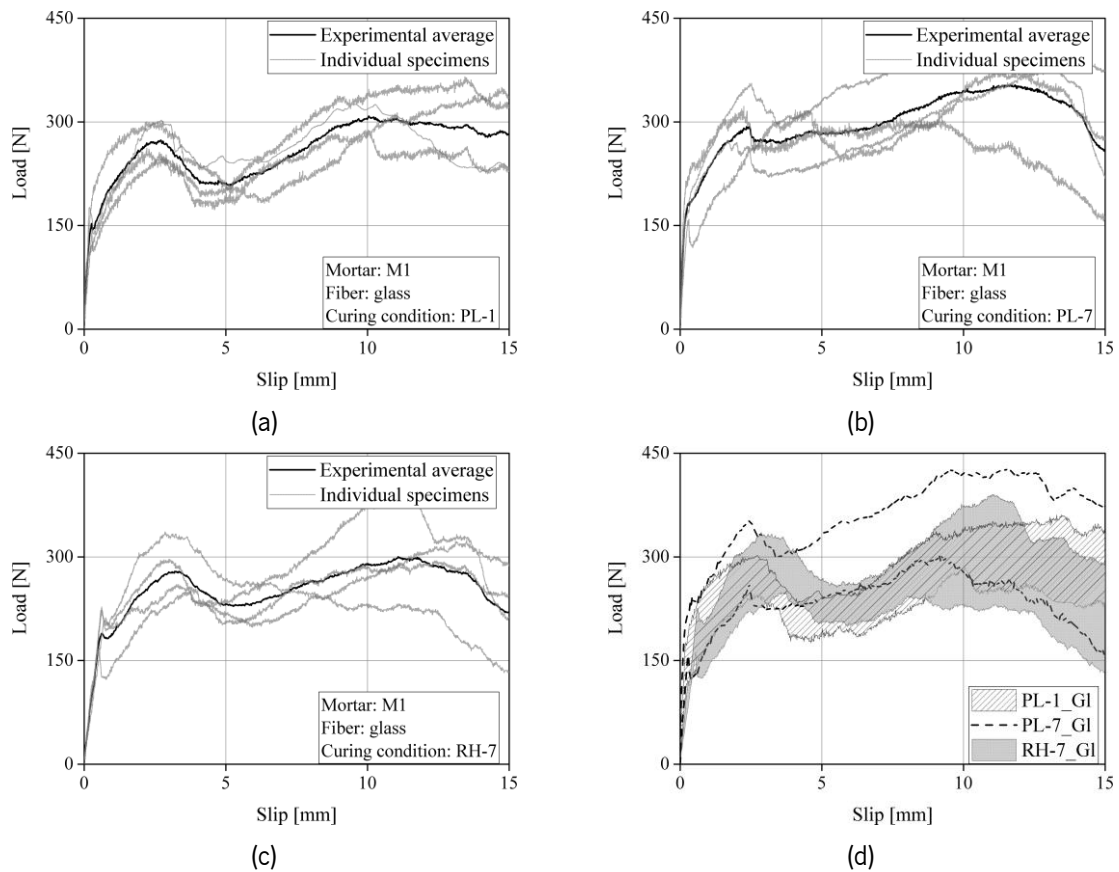 450
300
150
0
Load [N]
Experimental average
Individual specimens
Mortar: M1
Fiber: glass
Curing condition: PL-1
0
5
10
15
Slip [mm]
(a)
450
300
150
0
Load [N]
Experimental average
Individual specimens
Mortar: M1
Fiber: glass
Curing condition: PL-7
0
5
10
15
Slip [mm]
(b)
450
300
150
0
Load [N]
Experimental average
Individual specimens
Mortar: M1
Fiber: glass
Curing condition: RH-7
0
5
10
15
Slip [mm]
(c)
450
300
150
0
Load [N]
PL-1_Gl
PL-7_Gl
RH-7_Gl
0
5
10
15
Slip [mm]
(d)